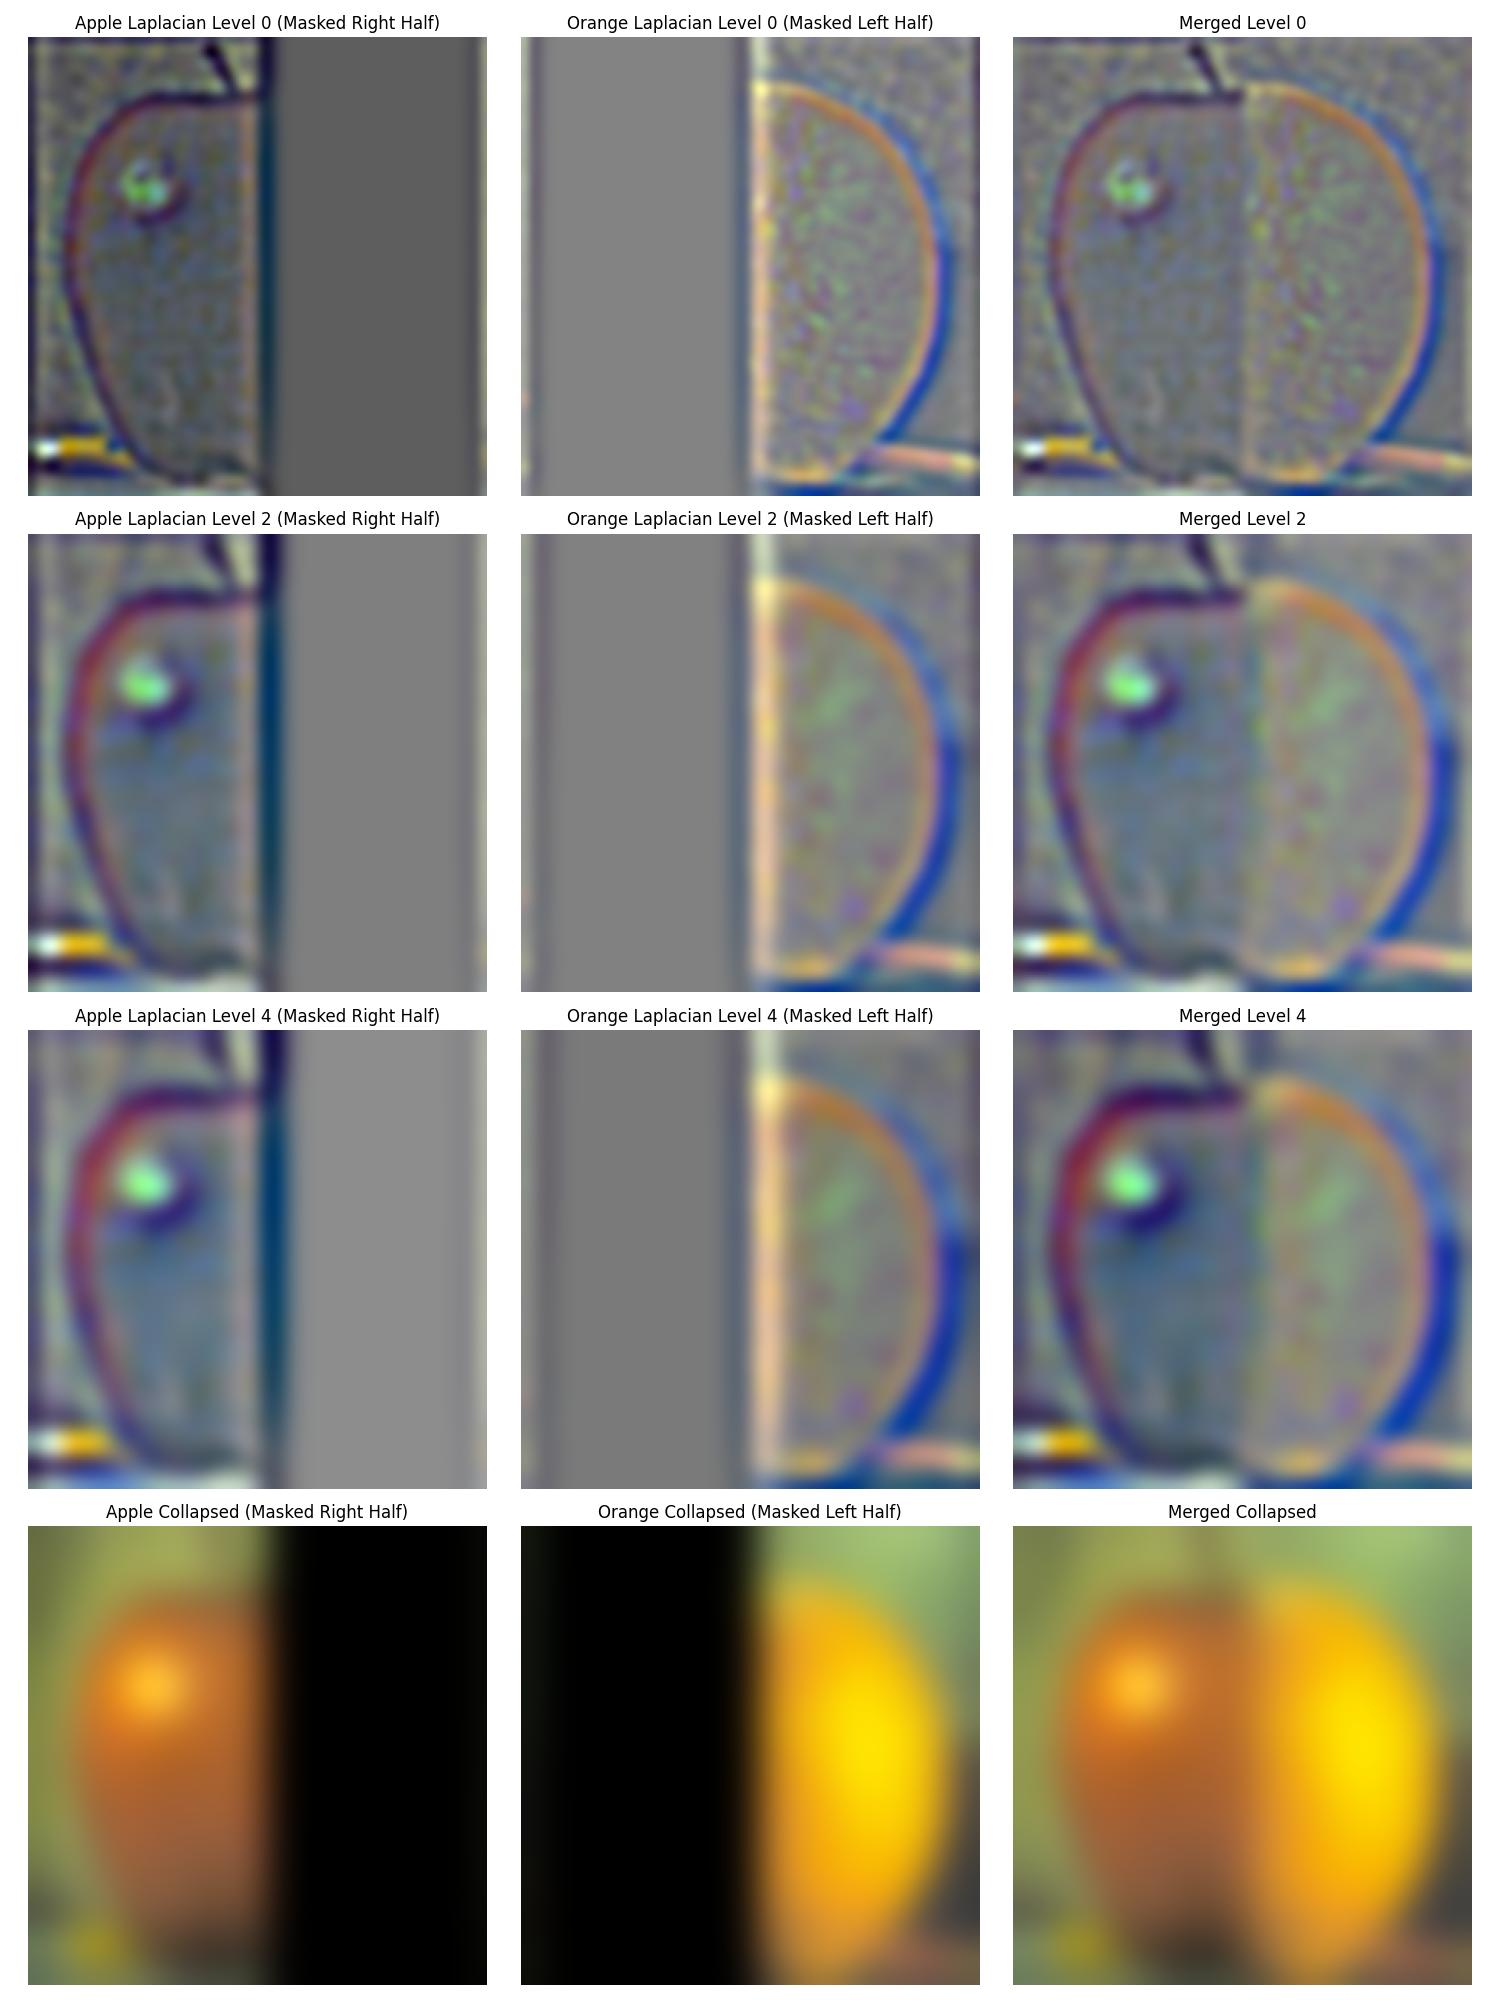 Apple Laplacian Level 0 (Masked Right Half)
Orange Laplacian Level 0 (Masked Left Half)
Merged Level 0
Apple Laplacian Level 2 (Masked Right Half)
Orange Laplacian Level 2 (Masked Left Half)
Merged Level 2
Apple Laplacian Level 4 (Masked Right Half)
Orange Laplacian Level 4 (Masked Left Half)
Merged Level 4
Apple Collapsed (Masked Right Half)
Orange Collapsed (Masked Left Half)
Merged Collapsed